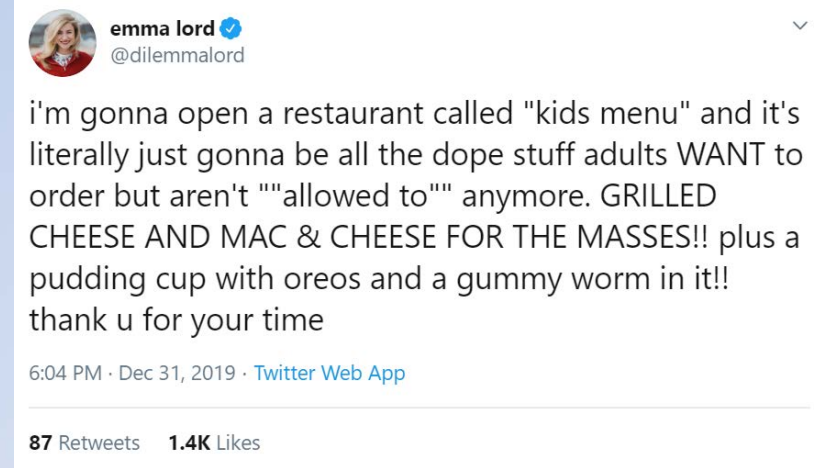 emma lord
@dilemmalord
i'm gonna open a restaurant called "kids menu" and it's
literally just gonna be all the dope stuff adults WANT to
order but aren't ""allowed to"" anymore. GRILLED
CHEESE AND MAC & CHEESE FOR THE MASSES!! plus a
pudding cup with oreos and a gummy worm in it!!
thank u for your time
6:04 PM · Dec 31, 2019 · Twitter Web App
87 Retweets 1.4K Likes